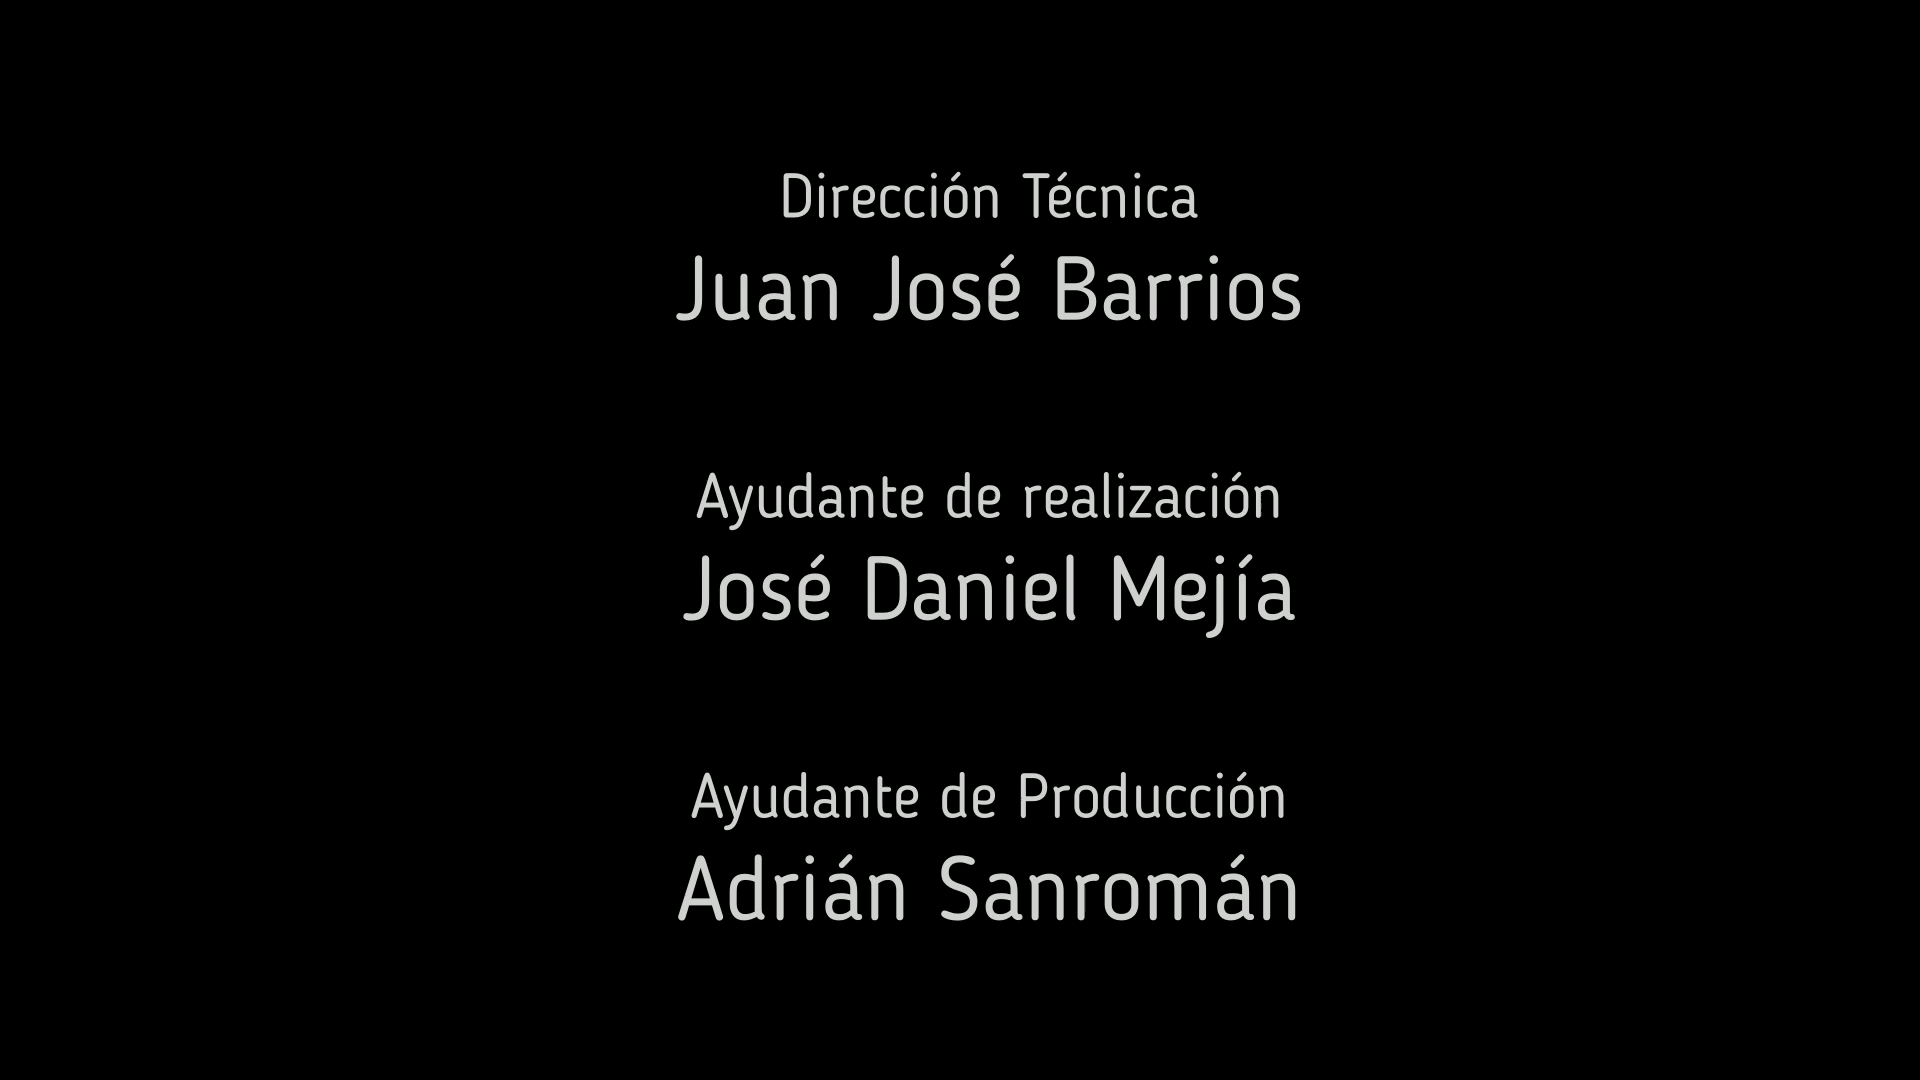 Dirección Técnica
Juan José Barrios
Ayudante de realización
José Daniel Mejía
Ayudante de Producción
Adrián Sanromán